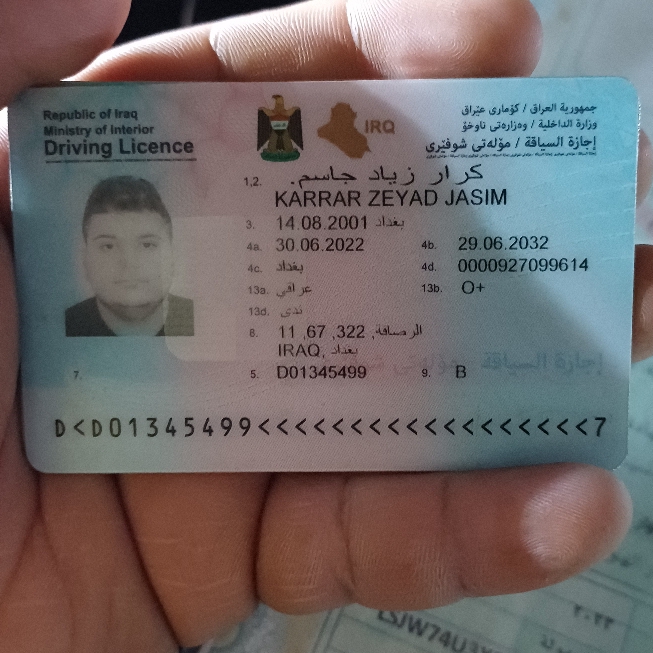 Republic of Iraq
Ministry of Interior
Driving Licence
IRQ
جمهورية العراق / كۆماری عێراق
وزارة الداخلية / وەزارەتی ناوخۆ
إجازة السياقة / مۆڵەتی شوفێری
1,2. كرار زياد جاسم.
KARRAR ZEYAD JASIM
3. 14.08.2001 بغداد
4a. 30.06.2022 4b. 29.06.2032
4c. بغداد 4d. 0000927099614
13a. عراقي 13b. O+
13d. ندى
8. الرصافة, 322, 67, 11
بغداد, IRAQ
7. 5. D01345499 9. B
إجازة السياقة مۆڵەتی
D<D01345499<<<<<<<<<<<<<<<<<<7
٢٠٢٢